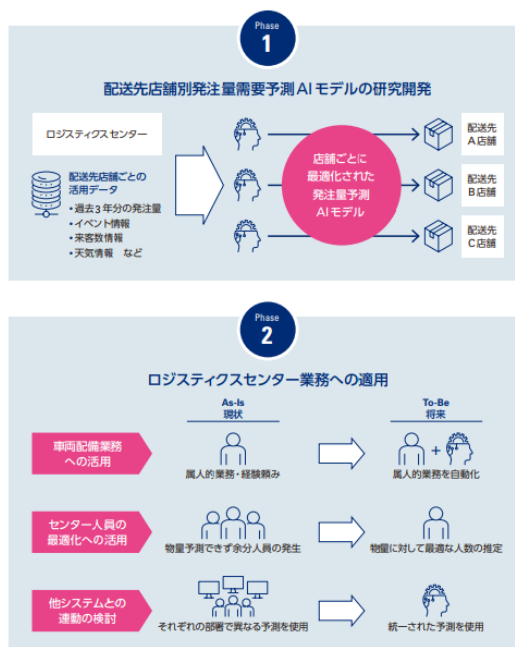 Phase
1
配送先店舗別発注量需要予測AIモデルの研究開発
ロジスティクスセンター
配送先店舗ごとの
活用データ
・過去3年分の発注量
・イベント情報
・来客数情報
・天気情報 など
店舗ごとに
最適化された
発注量予測
AIモデル
配送先
A店舗
配送先
B店舗
配送先
C店舗
Phase
2
ロジスティクスセンター業務への適用
As-Is
現状
To-Be
将来
車両配備業務
への活用
属人的業務・経験頼み
属人的業務を自動化
センター人員の
最適化への活用
物量予測できず余分人員の発生
物量に対して最適な人数の推定
他システムとの
連動の検討
それぞれの部署で異なる予測を使用
統一された予測を使用